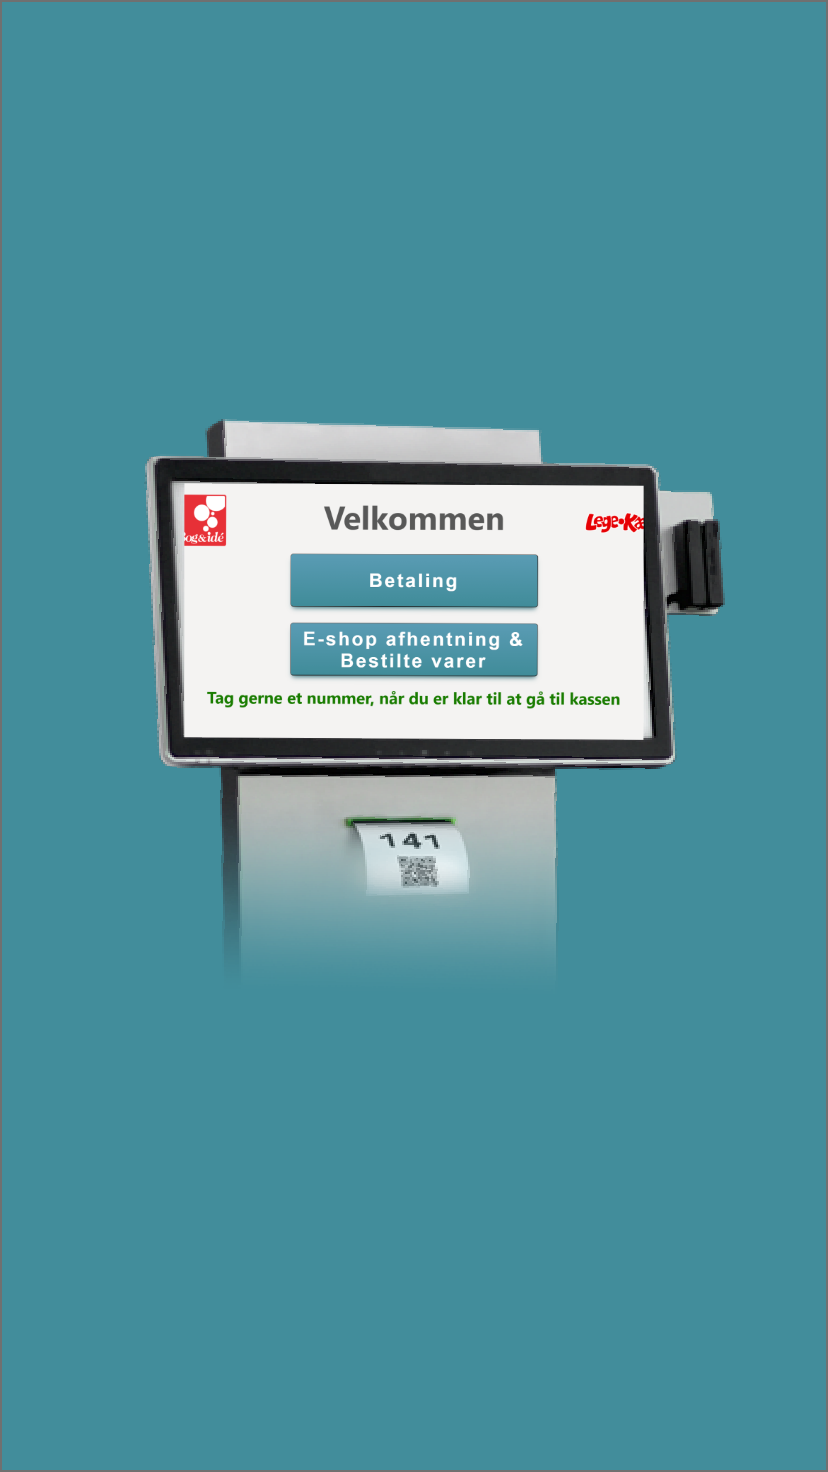 Velkommen
og&idé
Lege•Kæ
Betaling
E-shop afhentning &
Bestilte varer
Tag gerne et nummer, når du er klar til at gå til kassen
141